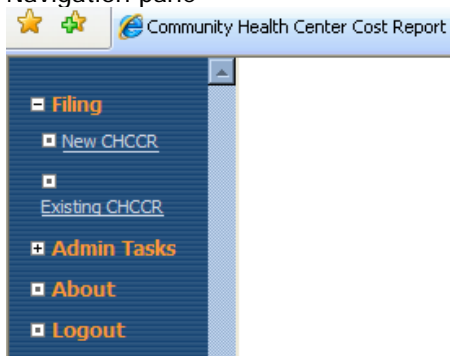 Navigation pane
Community Health Center Cost Report
Filing
New CHCCR
Existing CHCCR
Admin Tasks
About
Logout